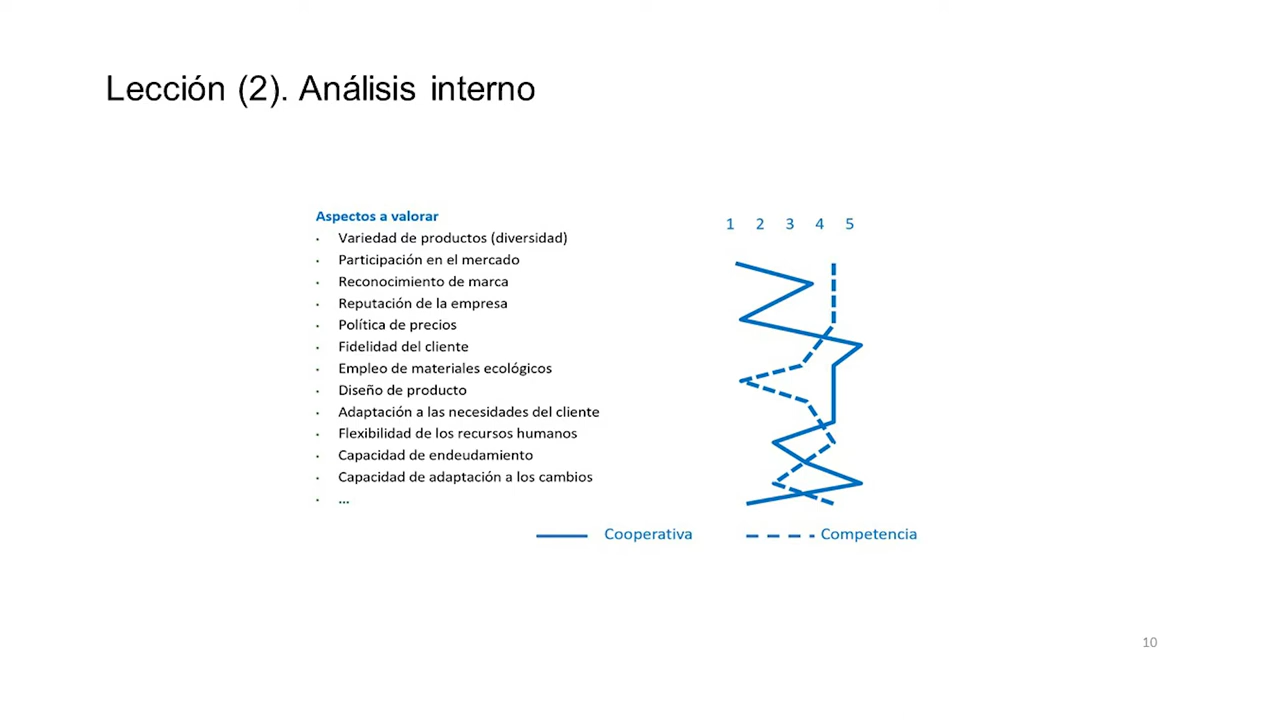 Lección (2). Análisis interno
Aspectos a valorar
1 2 3 4 5
· Variedad de productos (diversidad)
· Participación en el mercado
· Reconocimiento de marca
· Reputación de la empresa
· Política de precios
· Fidelidad del cliente
· Empleo de materiales ecológicos
· Diseño de producto
· Adaptación a las necesidades del cliente
· Flexibilidad de los recursos humanos
· Capacidad de endeudamiento
· Capacidad de adaptación a los cambios
· ...
Cooperativa
Competencia
10